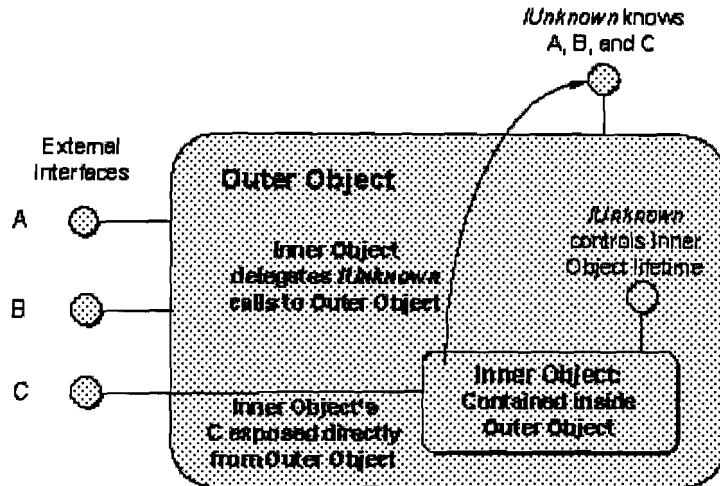 IUnknown knows
A, B, and C
External
Interfaces
Outer Object
A
IUnknown
controls Inner
Object lifetime
Inner Object
delegates IUnknown
calls to Outer Object
B
C
Inner Object:
Contained inside
Outer Object
Inner Object's
C exposed directly
from Outer Object